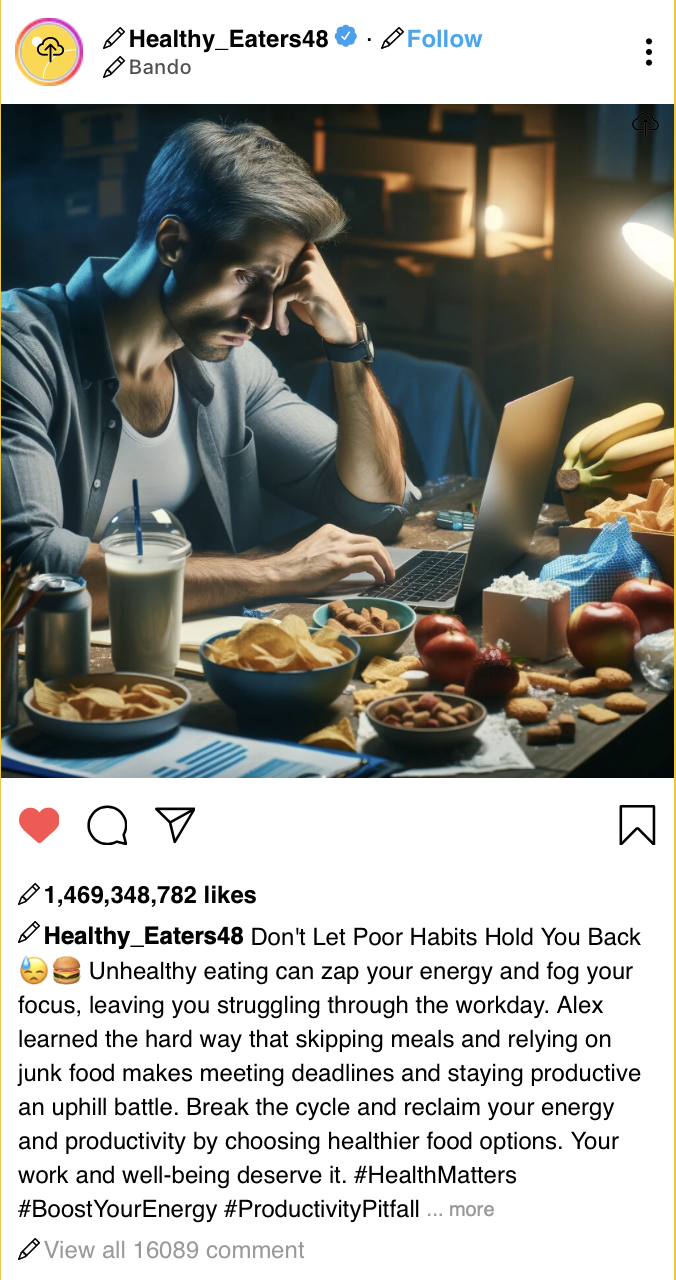 Healthy_Eaters48 · Follow
Bando
1,469,348,782 likes
Healthy_Eaters48 Don't Let Poor Habits Hold You Back
😓🍔 Unhealthy eating can zap your energy and fog your
focus, leaving you struggling through the workday. Alex
learned the hard way that skipping meals and relying on
junk food makes meeting deadlines and staying productive
an uphill battle. Break the cycle and reclaim your energy
and productivity by choosing healthier food options. Your
work and well-being deserve it. #HealthMatters
#BoostYourEnergy #ProductivityPitfall ... more
View all 16089 comment